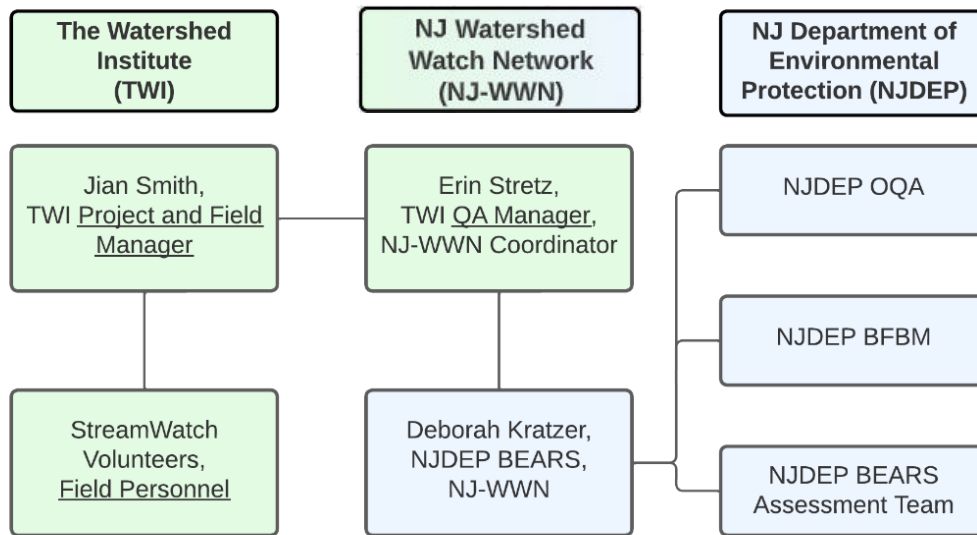 The Watershed
Institute
(TWI)
NJ Watershed
Watch Network
(NJ-WWN)
NJ Department of
Environmental
Protection (NJDEP)
Jian Smith,
TWI Project and Field
Manager
Erin Stretz,
TWI QA Manager,
NJ-WWN Coordinator
NJDEP OQA
NJDEP BFBM
StreamWatch
Volunteers,
Field Personnel
Deborah Kratzer,
NJDEP BEARS,
NJ-WWN
NJDEP BEARS
Assessment Team